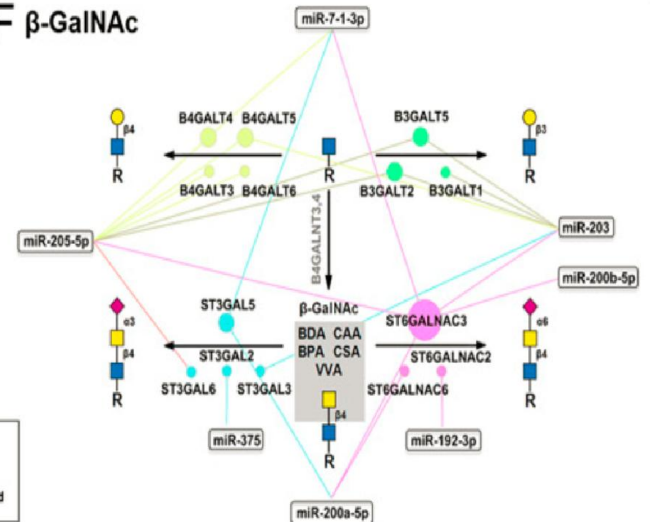 F β-GalNAc
miR-7-1-3p
B4GALT4 B4GALT5
B3GALT5
β4
β3
R
R
R
B4GALT3 B4GALT6
B3GALT2 B3GALT1
B4GALNT3,4
miR-205-5p
miR-203
miR-200b-5p
ST3GAL5
β-GalNAc
ST6GALNAC3
α3
β4
R
BDA CAA
BPA CSA
VVA
α6
β4
R
ST3GAL2
ST6GALNAC2
ST3GAL6
ST3GAL3
ST6GALNAC6
β4
R
miR-375
miR-192-3p
miR-200a-5p
d